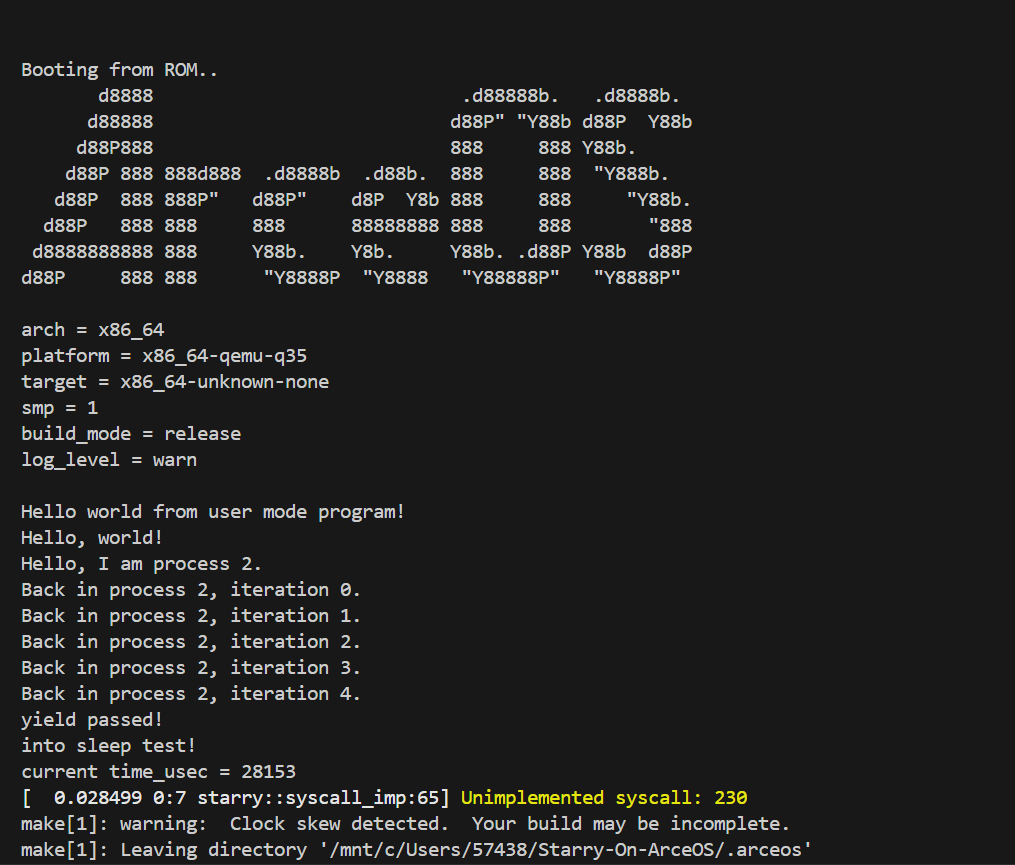 Booting from ROM..
       d8888                            .d88888b.   .d8888b.
      d88888                           d88P" "Y88b d88P  Y88b
     d88P888                           888     888 Y88b.
    d88P 888 888d888  .d8888b  .d88b.  888     888  "Y888b.
   d88P  888 888P"   d88P"    d8P  Y8b 888     888     "Y88b.
  d88P   888 888     888      88888888 888     888       "888
 d8888888888 888     Y88b.    Y8b.     Y88b. .d88P Y88b  d88P
d88P     888 888      "Y8888P  "Y8888   "Y88888P"   "Y8888P"
arch = x86_64
platform = x86_64-qemu-q35
target = x86_64-unknown-none
smp = 1
build_mode = release
log_level = warn
Hello world from user mode program!
Hello, world!
Hello, I am process 2.
Back in process 2, iteration 0.
Back in process 2, iteration 1.
Back in process 2, iteration 2.
Back in process 2, iteration 3.
Back in process 2, iteration 4.
yield passed!
into sleep test!
current time_usec = 28153
[  0.028499 0:7 starry::syscall_imp:65] Unimplemented syscall: 230
make[1]: warning:  Clock skew detected.  Your build may be incomplete.
make[1]: Leaving directory '/mnt/c/Users/57438/Starry-On-ArceOS/.arceos'